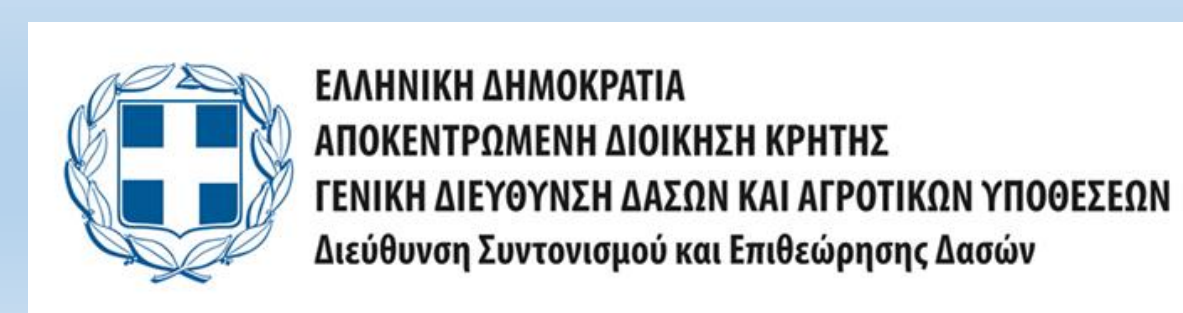 ΕΛΛΗΝΙΚΗ ΔΗΜΟΚΡΑΤΙΑ
ΑΠΟΚΕΝΤΡΩΜΕΝΗ ΔΙΟΙΚΗΣΗ ΚΡΗΤΗΣ
ΓΕΝΙΚΗ ΔΙΕΥΘΥΝΣΗ ΔΑΣΩΝ ΚΑΙ ΑΓΡΟΤΙΚΩΝ ΥΠΟΘΕΣΕΩΝ
Διεύθυνση Συντονισμού και Επιθεώρησης Δασών